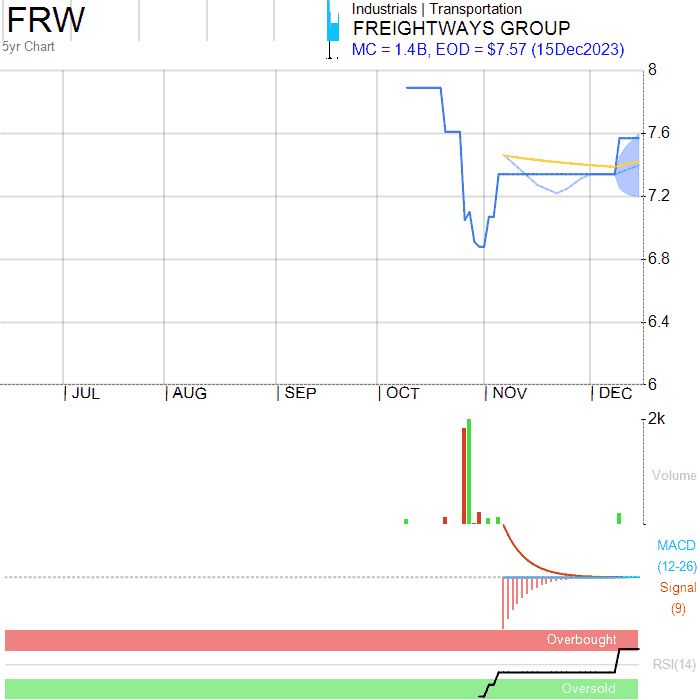 FRW
5yr Chart
Industrials | Transportation
FREIGHTWAYS GROUP
MC = 1.4B, EOD = $7.57 (15Dec2023)
8
7.6
7.2
6.8
6.4
6
| JUL | AUG | SEP | OCT | NOV | DEC
2k
Volume
MACD
(12-26)
Signal
(9)
Overbought
RSI(14)
Oversold